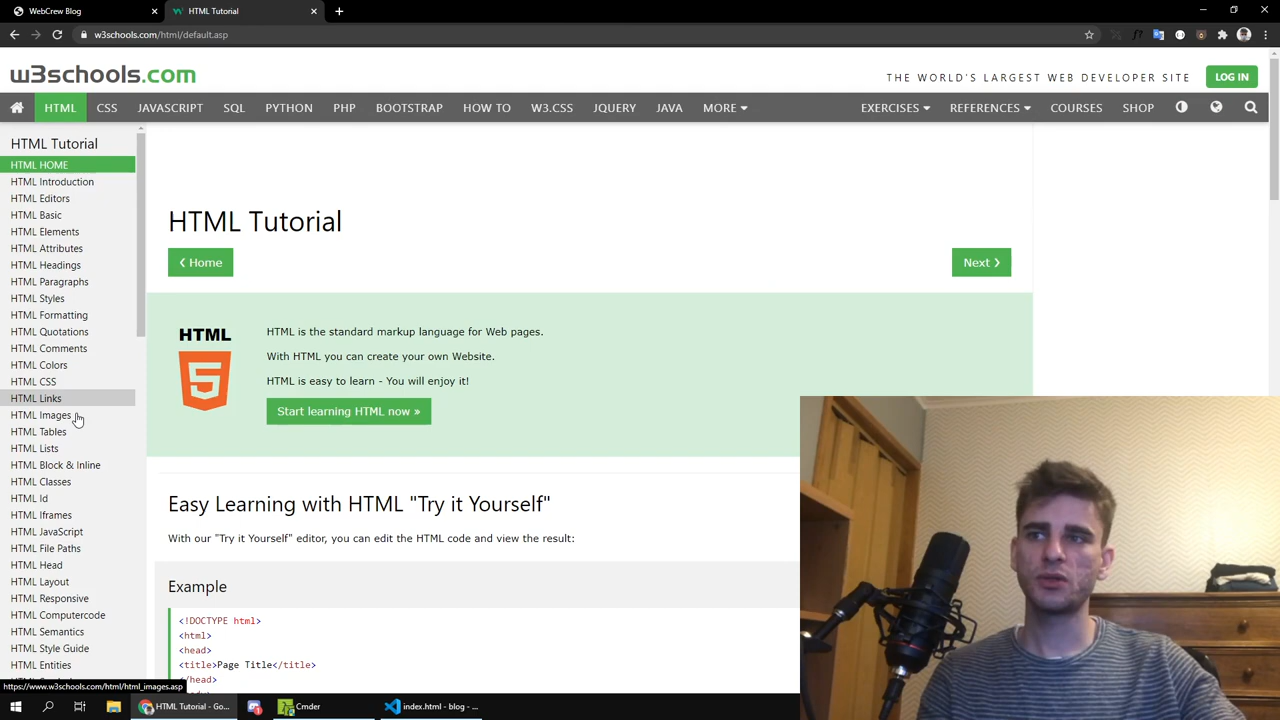 WebCrew Blog
HTML Tutorial
w3schools.com/html/default.asp
w3schools.com
THE WORLD'S LARGEST WEB DEVELOPER SITE
LOG IN
HTML CSS JAVASCRIPT SQL PYTHON PHP BOOTSTRAP HOW TO W3.CSS JQUERY JAVA MORE EXERCISES REFERENCES COURSES SHOP
HTML Tutorial
HTML HOME
HTML Introduction
HTML Editors
HTML Basic
HTML Elements
HTML Attributes
HTML Headings
HTML Paragraphs
HTML Styles
HTML Formatting
HTML Quotations
HTML Comments
HTML Colors
HTML CSS
HTML Links
HTML Images
HTML Tables
HTML Lists
HTML Block & Inline
HTML Classes
HTML Id
HTML Iframes
HTML JavaScript
HTML File Paths
HTML Head
HTML Layout
HTML Responsive
HTML Computercode
HTML Semantics
HTML Style Guide
HTML Entities
https://www.w3schools.com/html/html_images.asp
HTML Tutorial
❮ Home
Next ❯
HTML
5
HTML is the standard markup language for Web pages.
With HTML you can create your own Website.
HTML is easy to learn - You will enjoy it!
Start learning HTML now »
Easy Learning with HTML "Try it Yourself"
With our "Try it Yourself" editor, you can edit the HTML code and view the result:
Example
<!DOCTYPE html>
<html>
<head>
<title>Page Title</title>
</head>
HTML Tutorial - Go...
Cmder
index.html - blog - ...